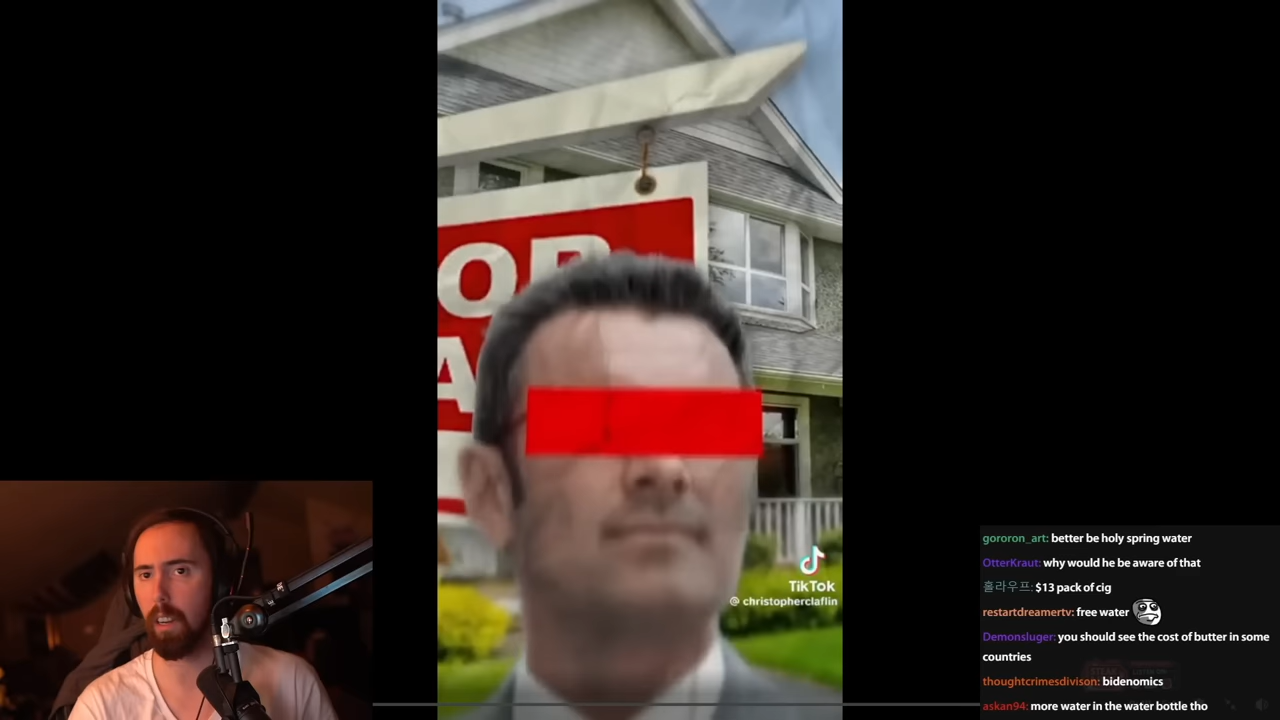 OR
A
TikTok
@ christopherclaflin
gororon_art: better be holy spring water
OtterKraut: why would he be aware of that
홀라우프: $13 pack of cig
restartdreamertv: free water
Demonsluger: you should see the cost of butter in some
countries
thoughtcrimesdivison: bidenomics
askan94: more water in the water bottle tho